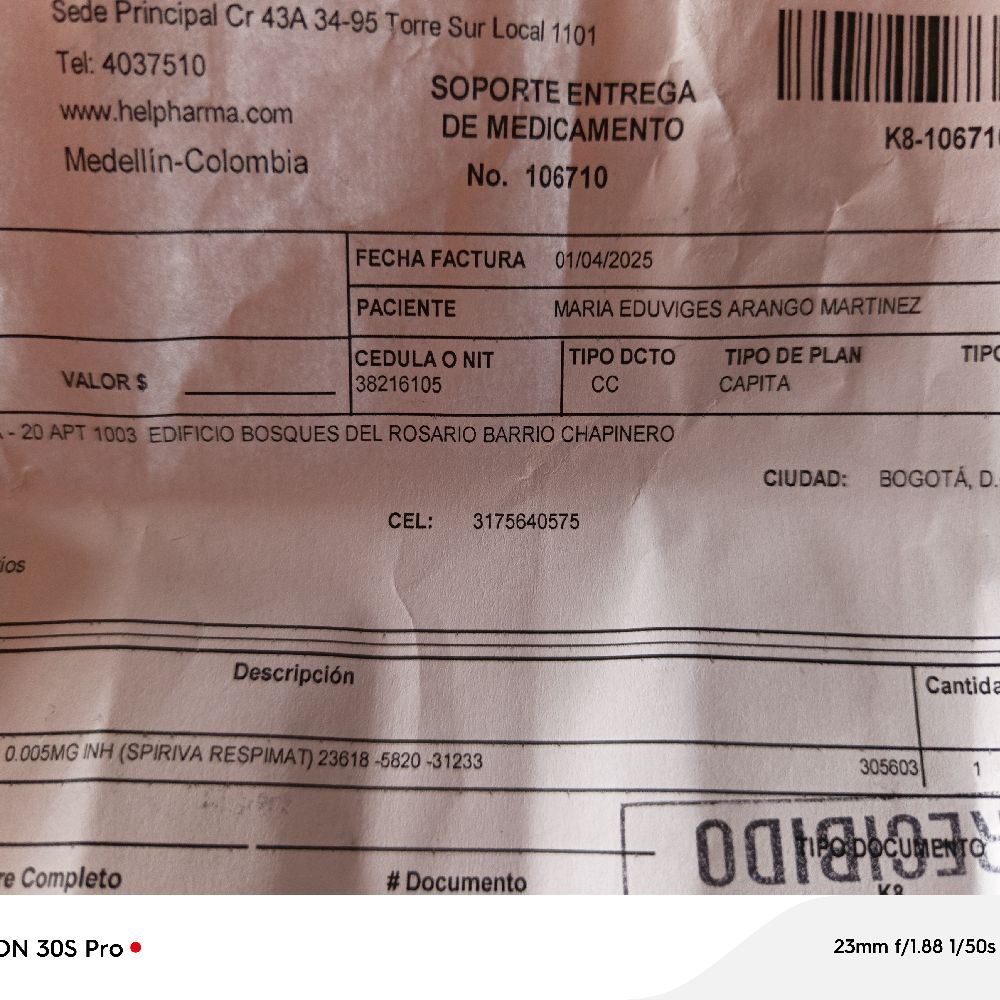 Sede Principal Cr 43A 34-95 Torre Sur Local 1101
Tel: 4037510
www.helpharma.com
Medellín-Colombia
SOPORTE ENTREGA
DE MEDICAMENTO
No. 106710
K8-10671
FECHA FACTURA 01/04/2025
PACIENTE MARIA EDUVIGES ARANGO MARTINEZ
VALOR $
CEDULA O NIT TIPO DCTO TIPO DE PLAN TIPO
38216105 CC CAPITA
- 20 APT 1003 EDIFICIO BOSQUES DEL ROSARIO BARRIO CHAPINERO
CIUDAD: BOGOTÁ, D.
CEL: 3175640575
ios
Descripción Cantida
0.005MG INH (SPIRIVA RESPIMAT) 23618 -5820 -31233 305603 1
RECIBIDO
TIPO DOCUMENTO
K8
re Completo # Documento
ON 30S Pro 23mm f/1.88 1/50s